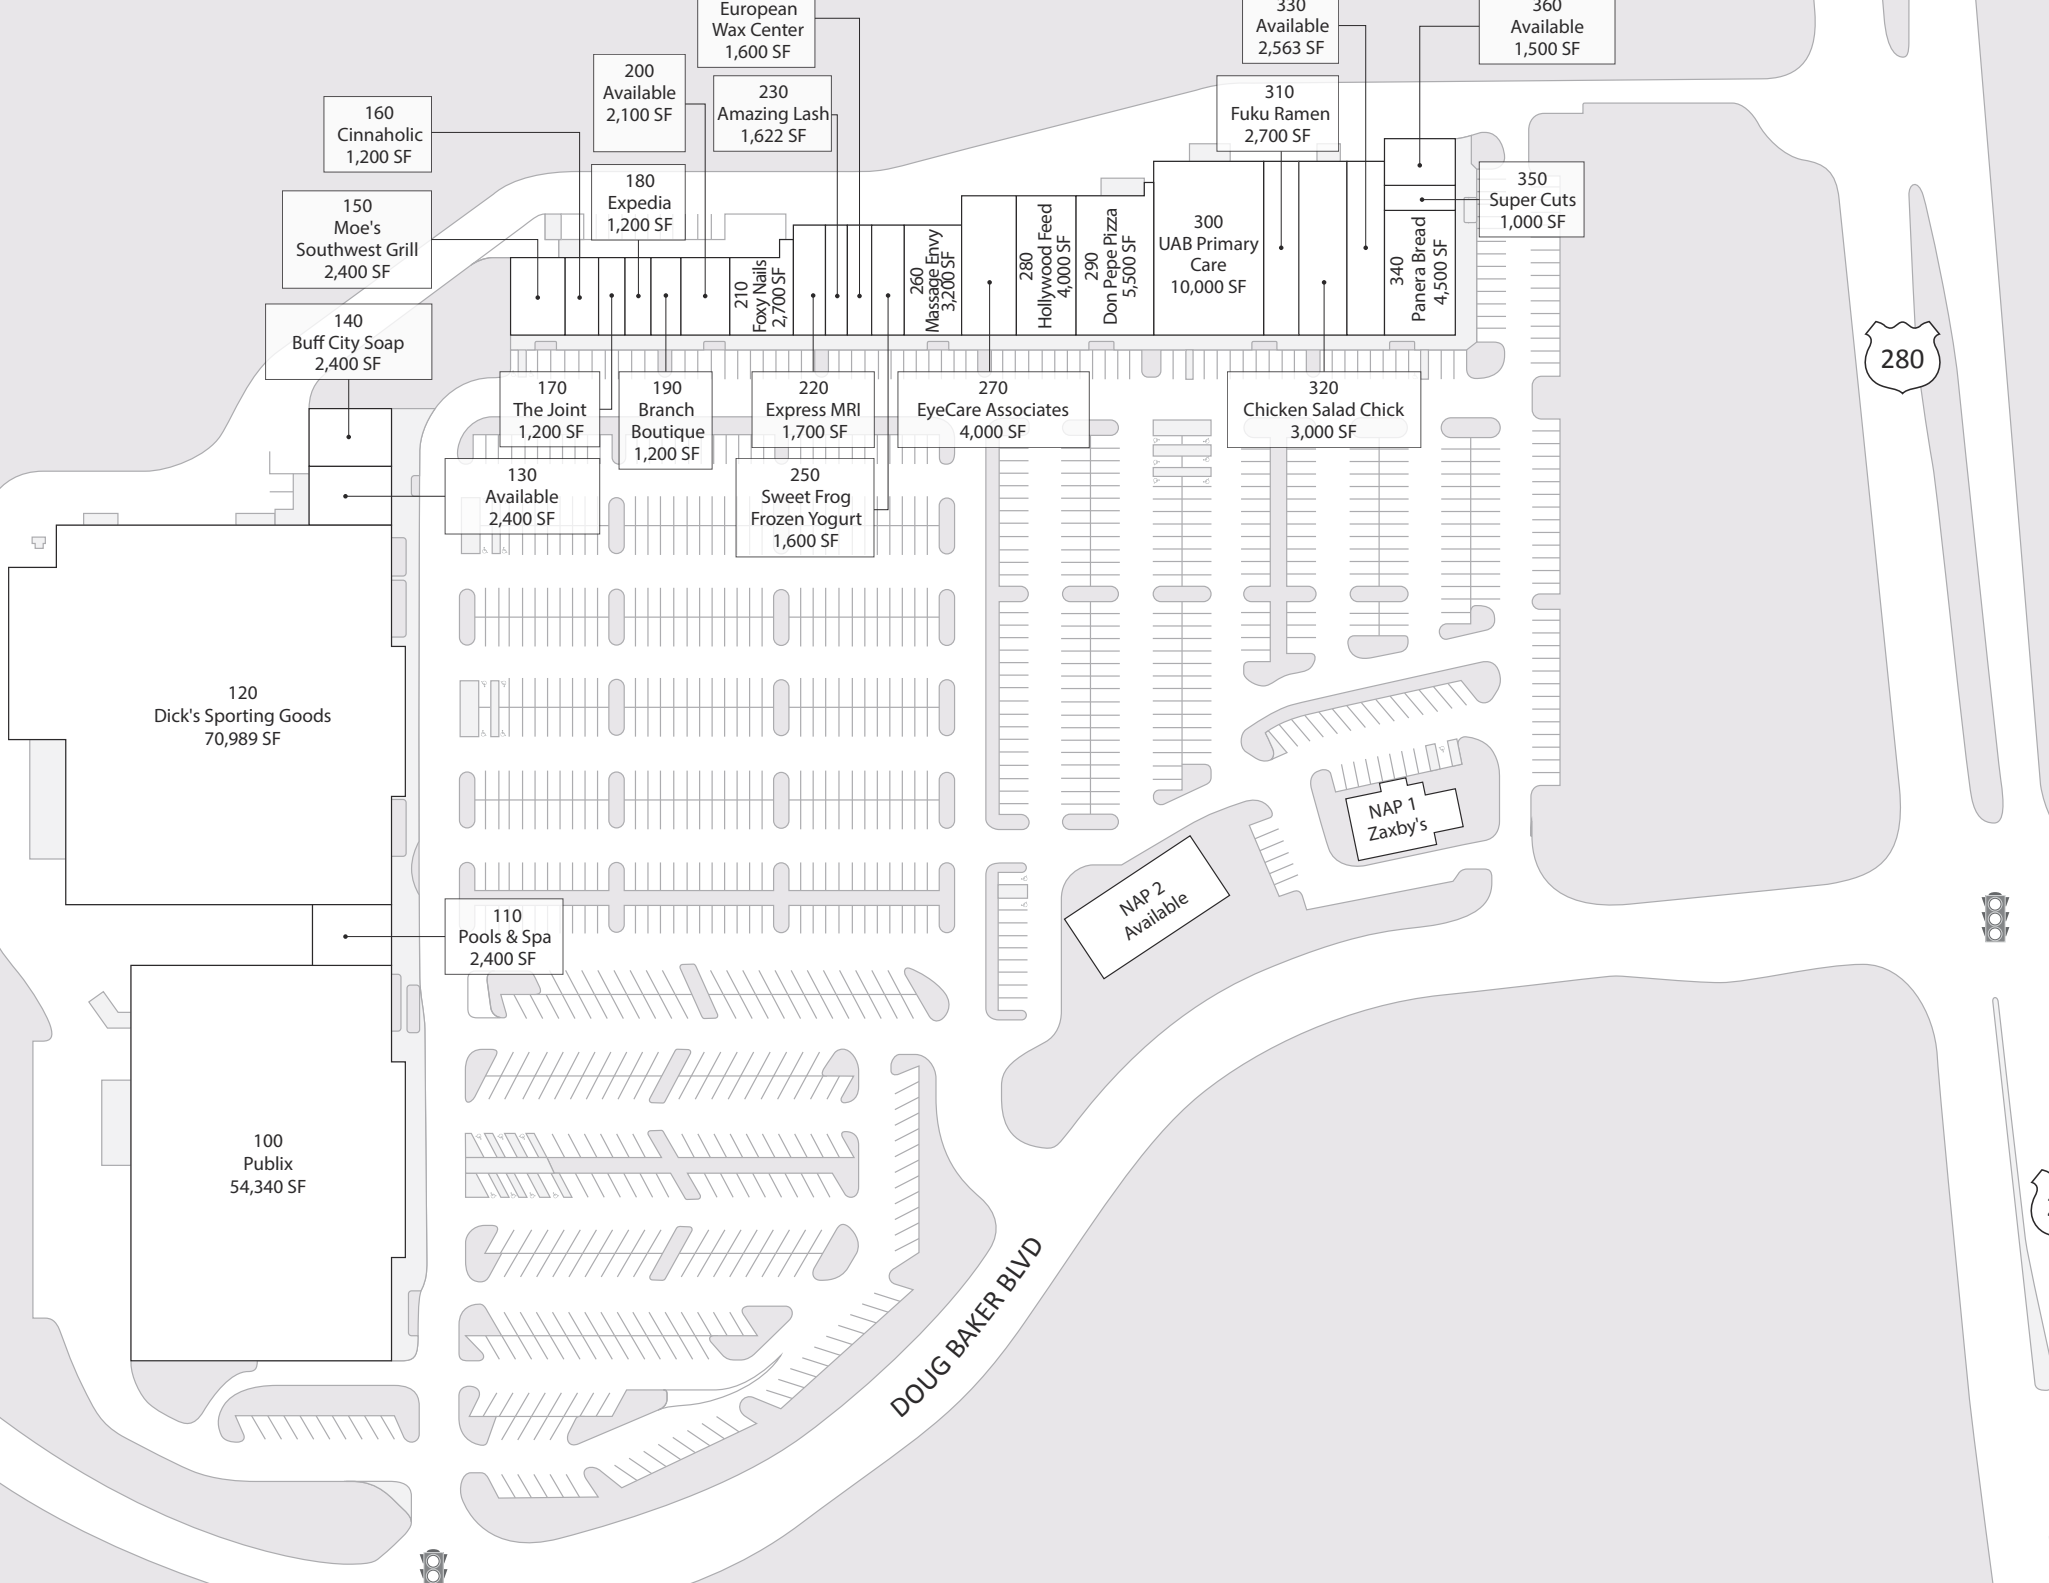 European
Wax Center
1,600 SF
330
Available
2,563 SF
360
Available
1,500 SF
200
Available
2,100 SF
230
Amazing Lash
1,622 SF
310
Fuku Ramen
2,700 SF
160
Cinnaholic
1,200 SF
180
Expedia
1,200 SF
350
Super Cuts
1,000 SF
150
Moe's
Southwest Grill
2,400 SF
210
Foxy Nails
2,700 SF
260
Massage Envy
3,200 SF
280
Hollywood Feed
4,000 SF
290
Don Pepe Pizza
5,500 SF
300
UAB Primary
Care
10,000 SF
340
Panera Bread
4,500 SF
140
Buff City Soap
2,400 SF
280
170
The Joint
1,200 SF
190
Branch
Boutique
1,200 SF
220
Express MRI
1,700 SF
270
EyeCare Associates
4,000 SF
320
Chicken Salad Chick
3,000 SF
130
Available
2,400 SF
250
Sweet Frog
Frozen Yogurt
1,600 SF
120
Dick's Sporting Goods
70,989 SF
NAP 1
Zaxby's
NAP 2
Available
110
Pools & Spa
2,400 SF
100
Publix
54,340 SF
DOUG BAKER BLVD